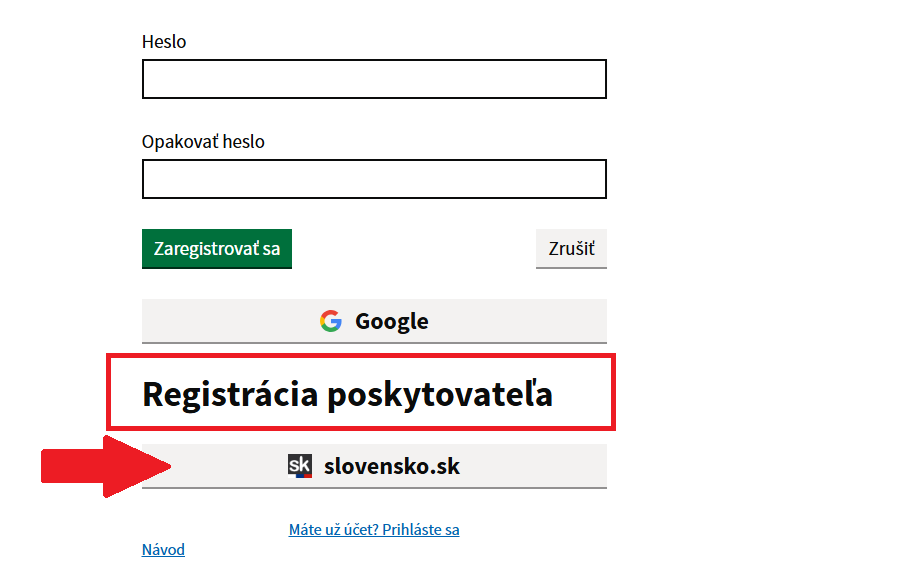 Heslo
Opakovať heslo
Zaregistrovať sa
Zrušiť
Google
Registrácia poskytovateľa
sk slovensko.sk
Máte už účet? Prihláste sa
Návod